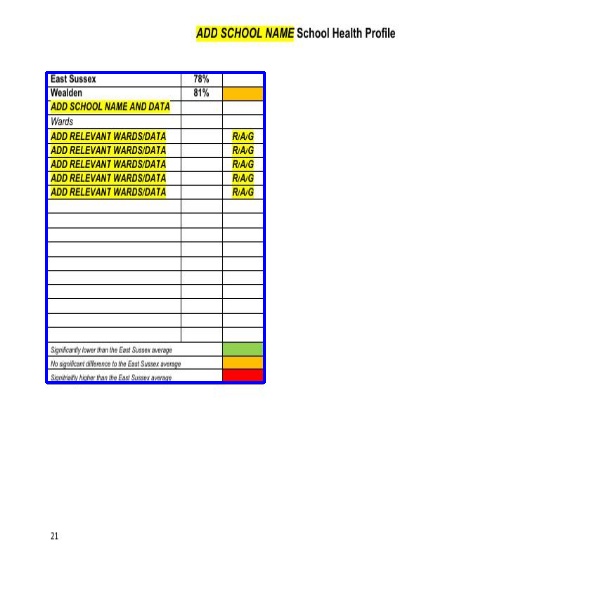 ADD SCHOOL NAME School Health Profile
East Sussex 78%
Wealden 81%
ADD SCHOOL NAME AND DATA
Wards
ADD RELEVANT WARDS/DATA R/A/G
ADD RELEVANT WARDS/DATA R/A/G
ADD RELEVANT WARDS/DATA R/A/G
ADD RELEVANT WARDS/DATA R/A/G
ADD RELEVANT WARDS/DATA R/A/G
Significantly lower than the East Sussex average
No significant difference to the East Sussex average
higher than the East Sussex average
21